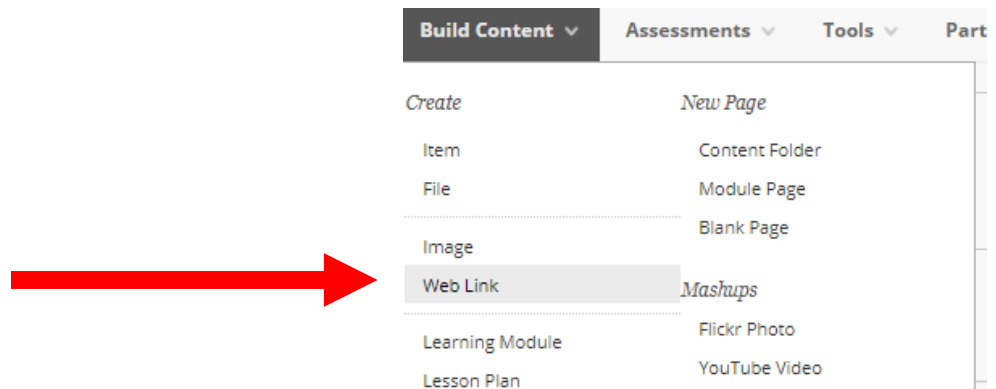 Build Content Assessments Tools Part
Create
Item
File
Image
Web Link
Learning Module
Lesson Plan
New Page
Content Folder
Module Page
Blank Page
Mashups
Flickr Photo
YouTube Video